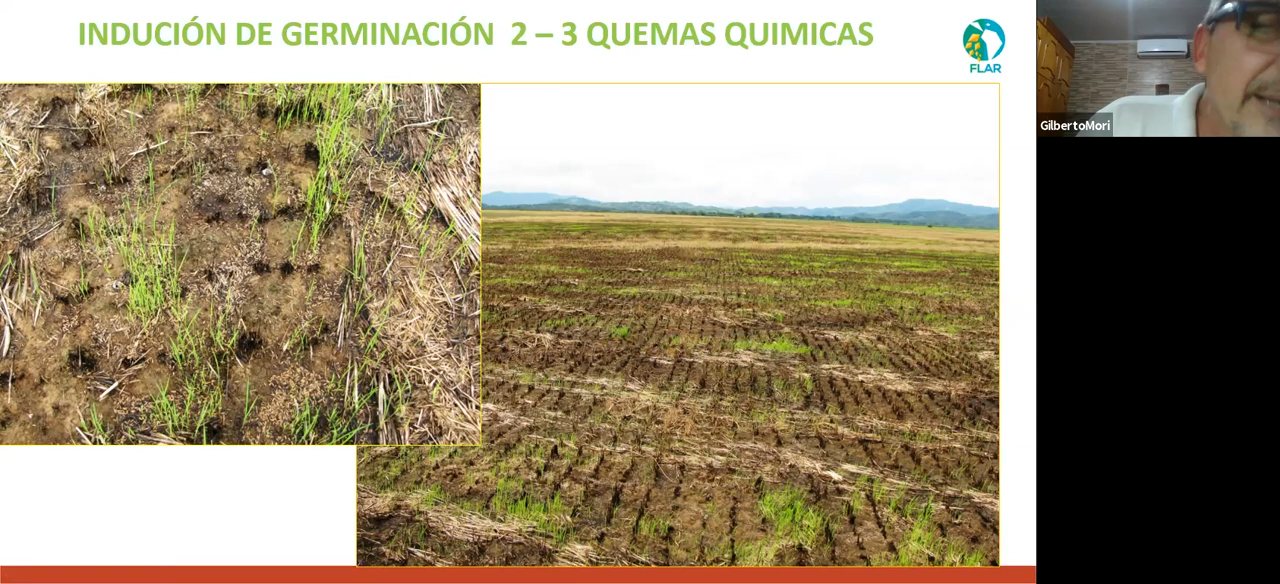 INDUCIÓN DE GERMINACIÓN 2 – 3 QUEMAS QUIMICAS
FLAR
GilbertoMori